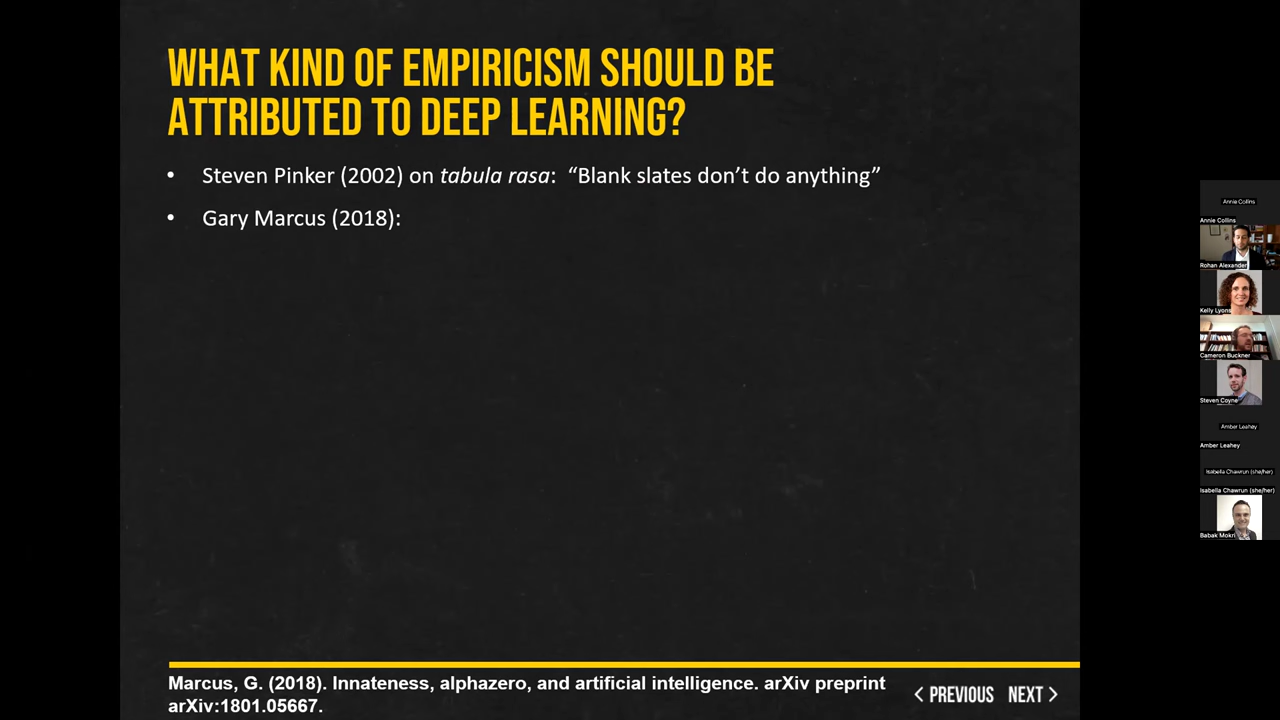 WHAT KIND OF EMPIRICISM SHOULD BE
ATTRIBUTED TO DEEP LEARNING?
• Steven Pinker (2002) on tabula rasa: “Blank slates don’t do anything”
• Gary Marcus (2018):
Marcus, G. (2018). Innateness, alphazero, and artificial intelligence. arXiv preprint
arXiv:1801.05667.
< PREVIOUS NEXT >
Annie Collins
Annie Collins
Rohan Alexander
Kelly Lyons
Cameron Buckner
Steven Coyne
Amber Leahey
Amber Leahey
Isabella Chawrun (she/her)
Isabella Chawrun (she/her)
Babak Mokri